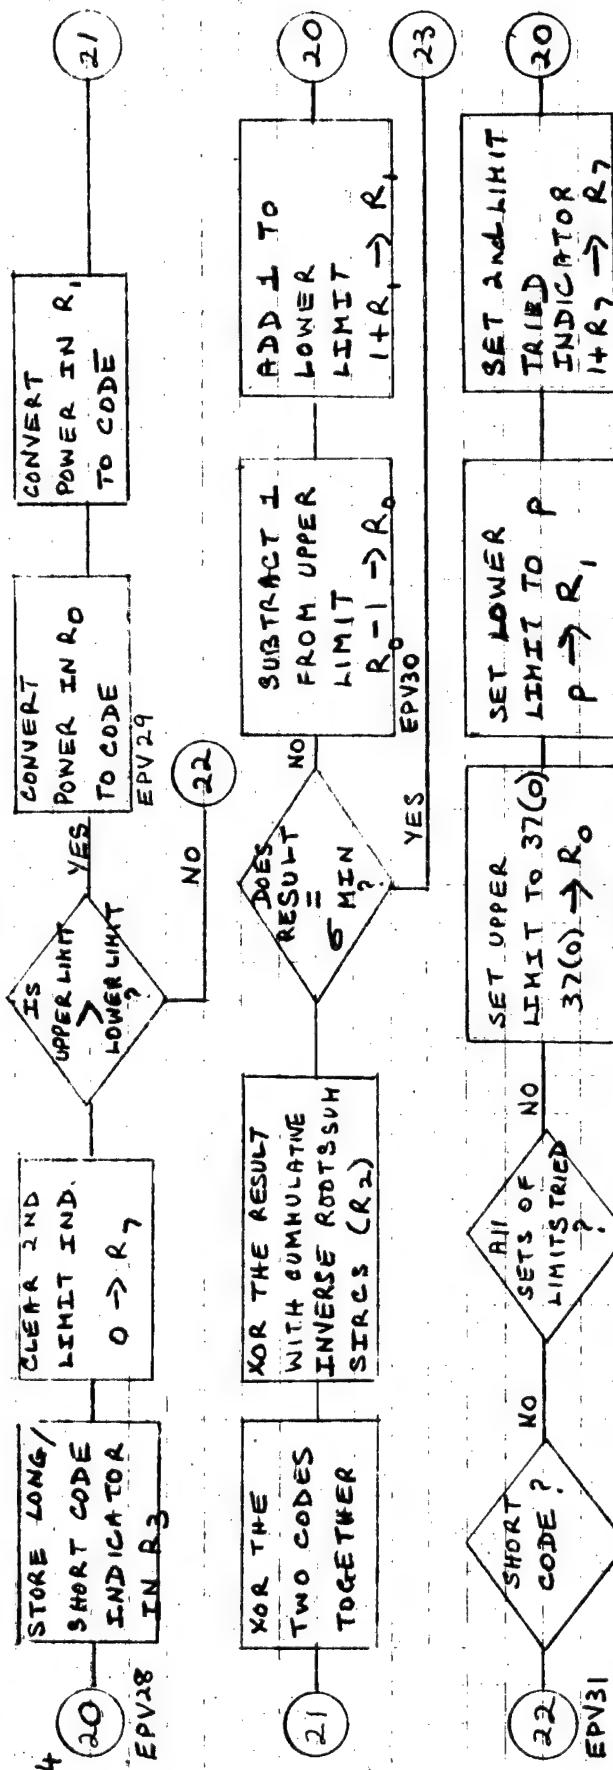 4
20
EPV28
STORE LONG/
SHORT CODE
INDICATOR
IN R3
CLEAR 2ND
LIMIT IND.
0 → R7
IS
UPPER LIMIT
>
LOWER LIMIT
?
YES
NO
22
CONVERT
POWER IN R0
TO CODE
EPV29
CONVERT
POWER IN R1
TO CODE
21
21
XOR THE
TWO CODES
TOGETHER
XOR THE RESULT
WITH CUMMULATIVE
INVERSE ROOTS SUM
SIRCS (R2)
DOES
RESULT
=
σ MIN
?
NO
YES
SUBTRACT 1
FROM UPPER
LIMIT
R0 - 1 → R0
EPV30
ADD 1 TO
LOWER
LIMIT
1+R1 → R1
20
23
22
EPV31
SHORT
CODE?
NO
All
SETS OF
LIMITS TRIED
?
NO
SET UPPER
LIMIT TO 37(0)
37(0) → R0
SET LOWER
LIMIT TO P
P → R1
SET 2nd LIMIT
TRIED
INDICATOR
1+R7 → R7
20